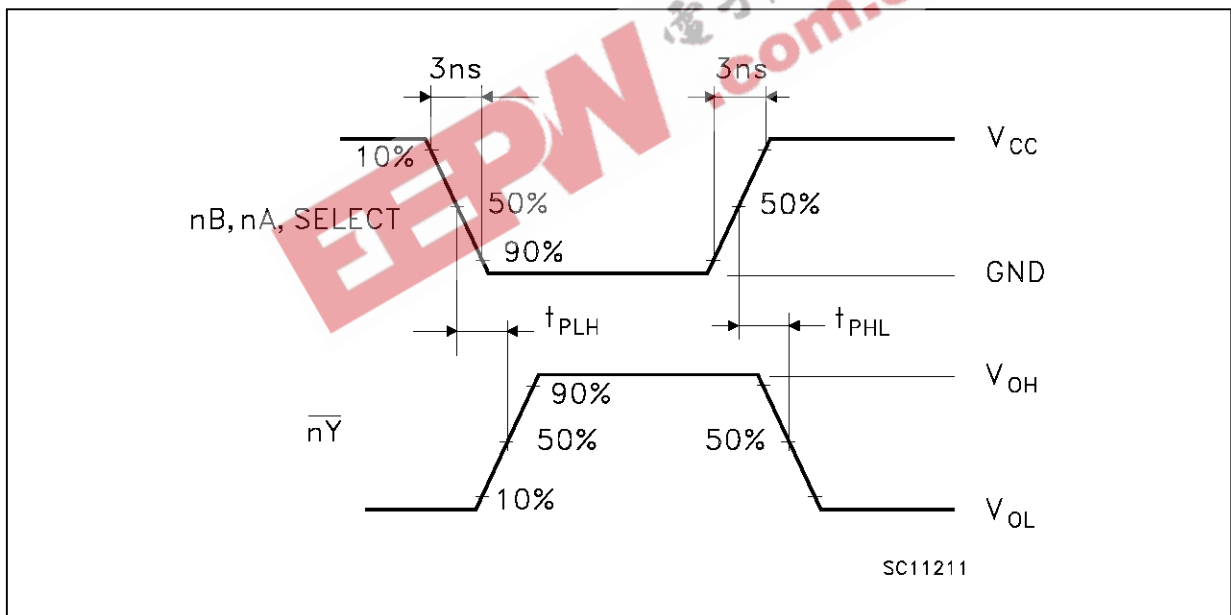 3ns 3ns
10%
V_CC
nB, nA, SELECT
50% 50%
90%
GND
t_PLH t_PHL
V_OH
90%
n̅Y̅
50% 50%
10%
V_OL
SC11211
EEPW
.com.c